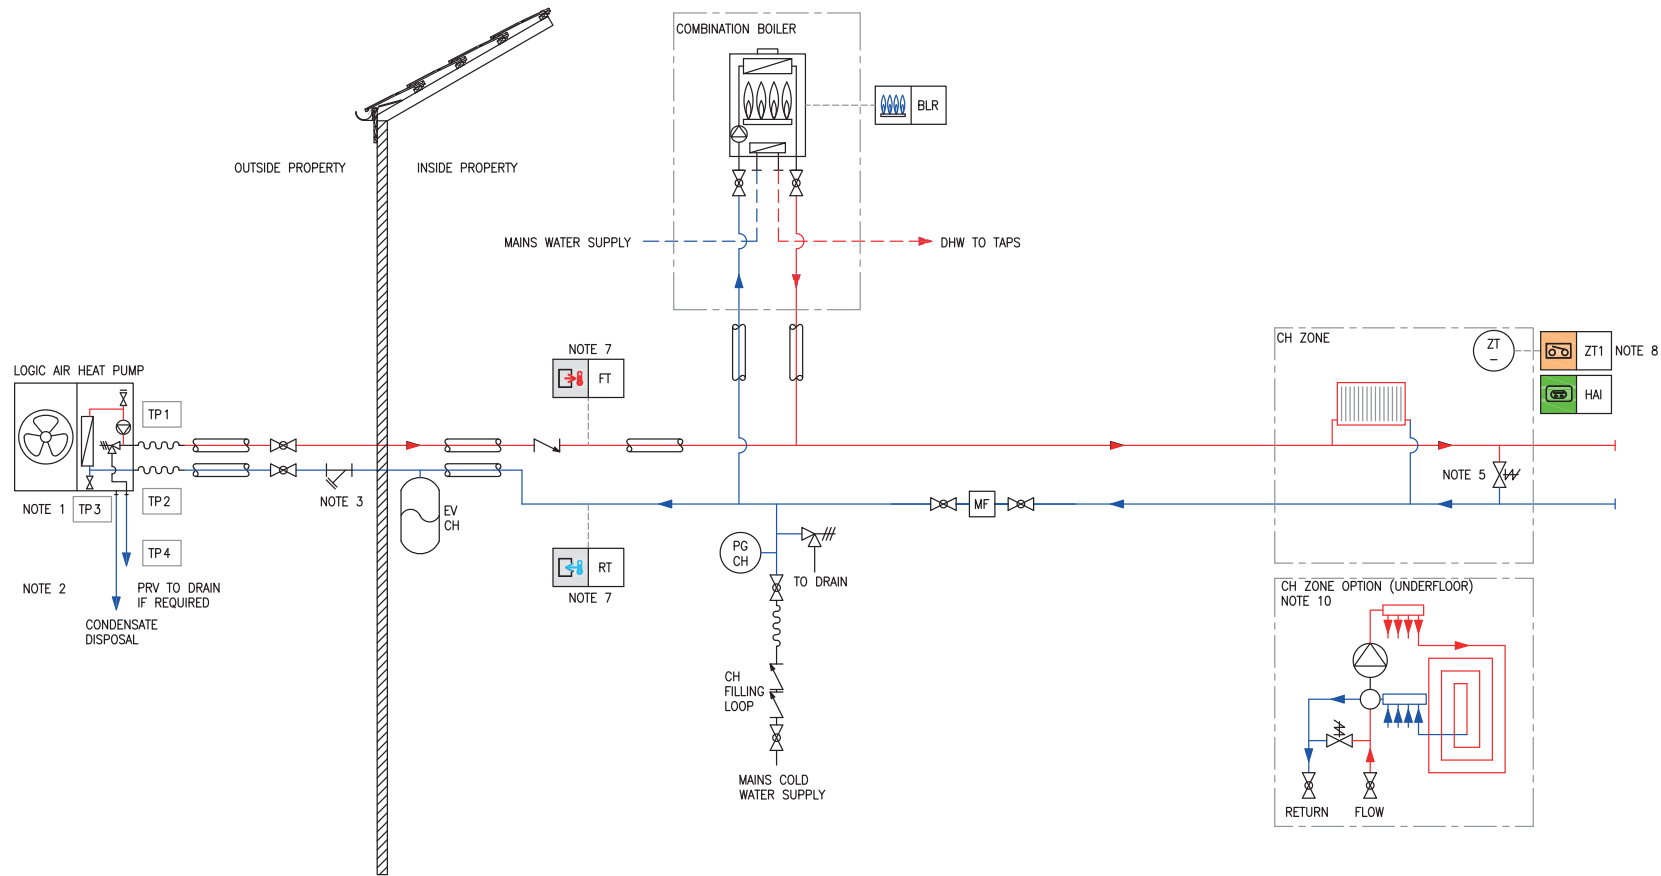 COMBINATION BOILER
BLR
OUTSIDE PROPERTY
INSIDE PROPERTY
MAINS WATER SUPPLY
DHW TO TAPS
CH ZONE
ZT
–
ZT1
NOTE 8
HAI
NOTE 7
FT
LOGIC AIR HEAT PUMP
TP1
TP2
TP3
TP4
NOTE 1
NOTE 2
NOTE 3
NOTE 5
EV
CH
MF
PG
CH
TO DRAIN
RT
NOTE 7
PRV TO DRAIN
IF REQUIRED
CONDENSATE
DISPOSAL
CH
FILLING
LOOP
MAINS COLD
WATER SUPPLY
CH ZONE OPTION (UNDERFLOOR)
NOTE 10
RETURN
FLOW